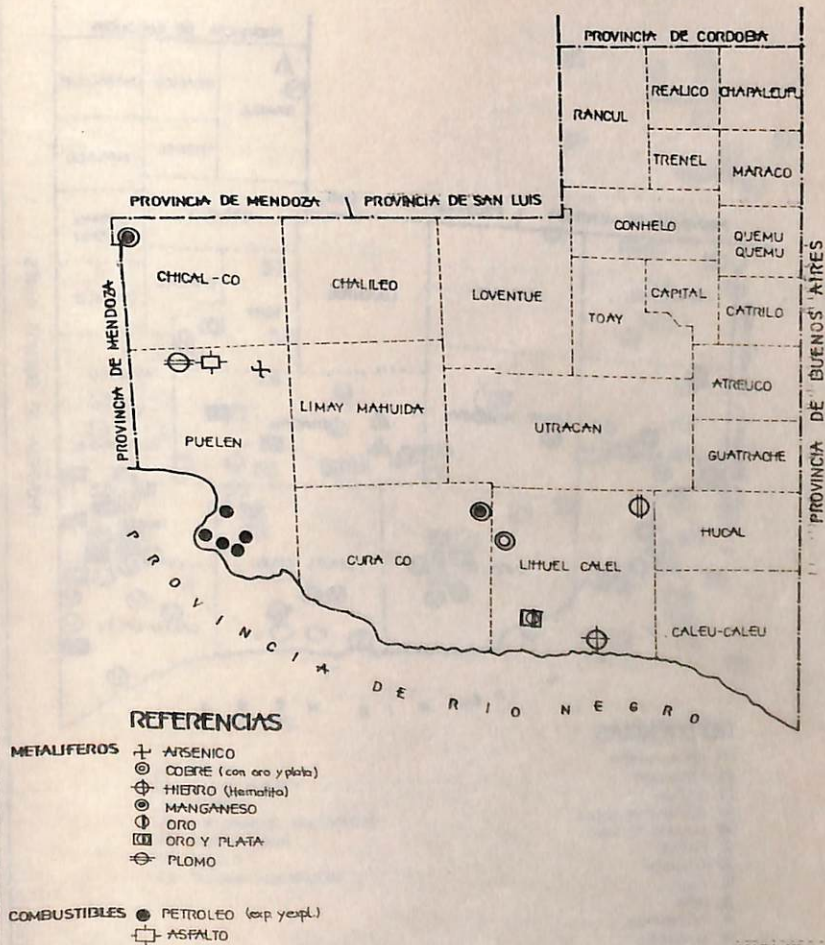 PROVINCIA DE CORDOBA
REALICO
CHAPALEUFU
RANCUL
TRENEL
MARACO
PROVINCIA DE MENDOZA
PROVINCIA DE SAN LUIS
CONHELO
QUEMU
QUEMU
CHICAL-CO
CHALILEO
LOVENTUE
CAPITAL
TOAY
CATRILO
PROVINCIA DE MENDOZA
PROVINCIA DE BUENOS AIRES
ATREUCO
LIMAY MAHUIDA
UTRACAN
PUELEN
GUATRACHE
HUCAL
CURA CO
LIHUEL CALEL
CALEU-CALEU
PROVINCIA DE RIO NEGRO
REFERENCIAS
METALIFEROS
ARSENICO
COBRE (con oro y plata)
HIERRO (Hematita)
MANGANESO
ORO
ORO Y PLATA
PLOMO
COMBUSTIBLES
PETROLEO (exp. y expl.)
ASFALTO